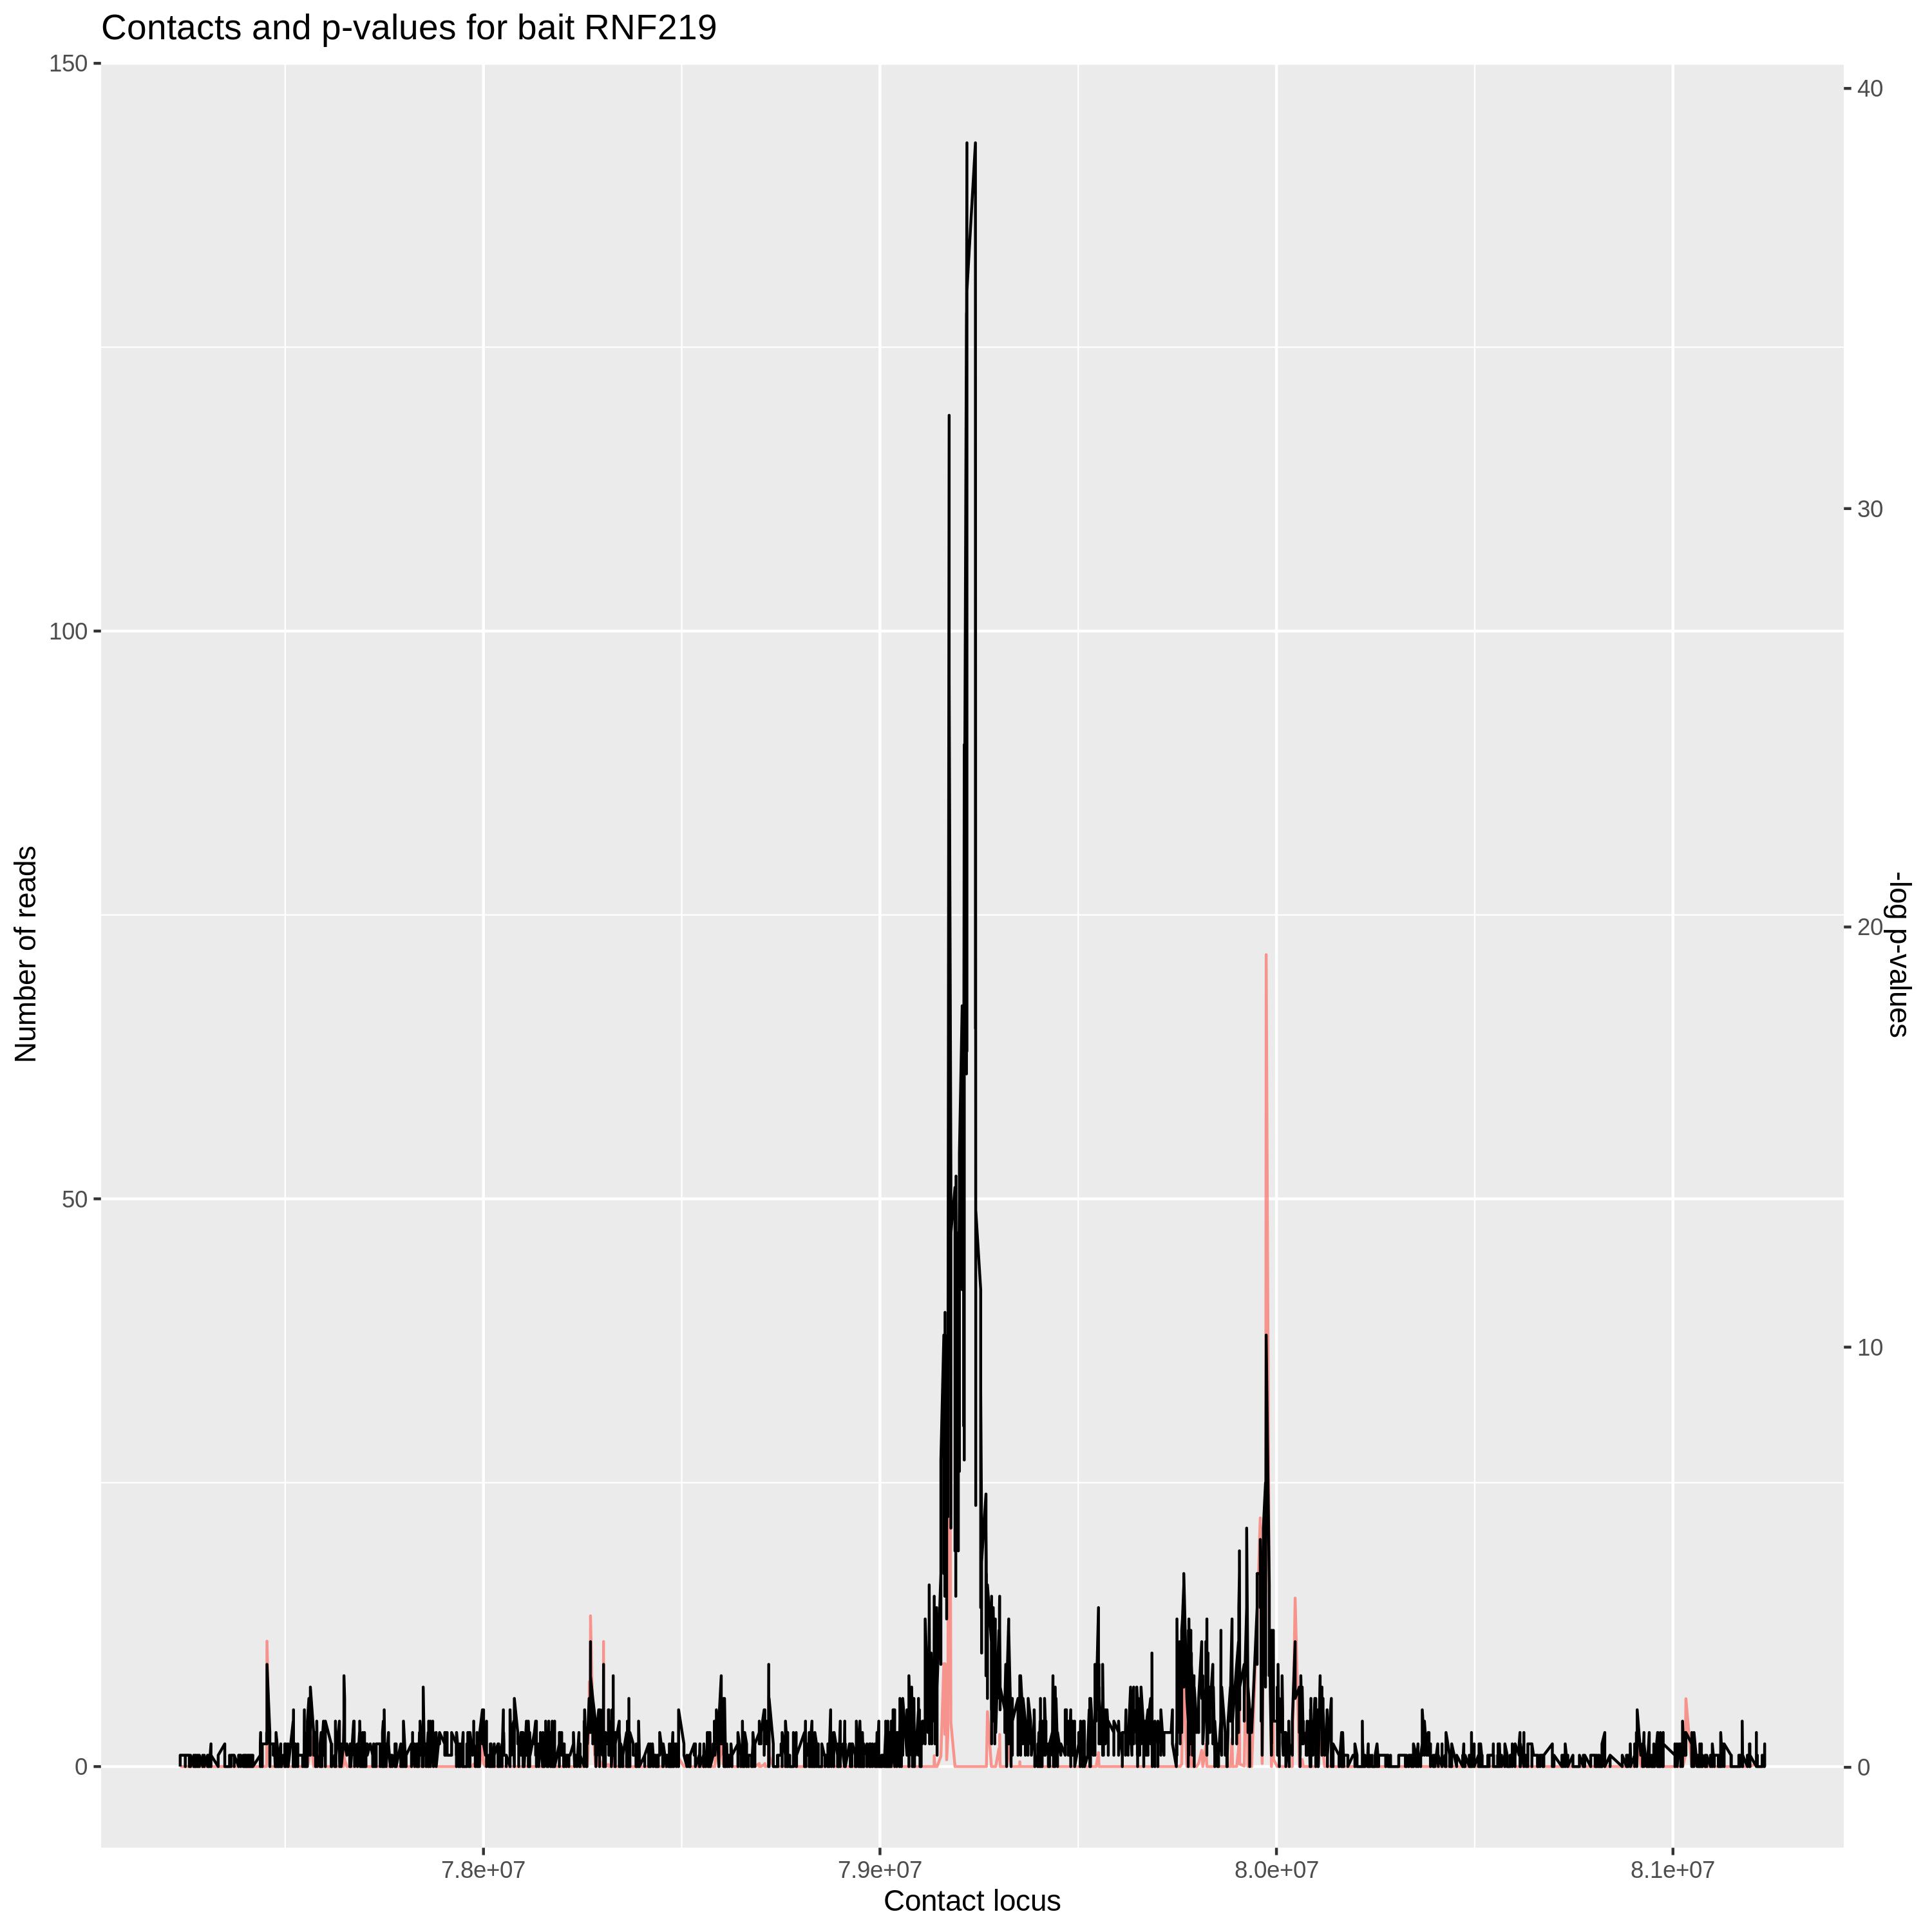 Contacts and p-values for bait RNF219
150
100
50
0
Number of reads
40
30
20
10
0
-log p-values
7.8e+07 7.9e+07 8.0e+07 8.1e+07
Contact locus